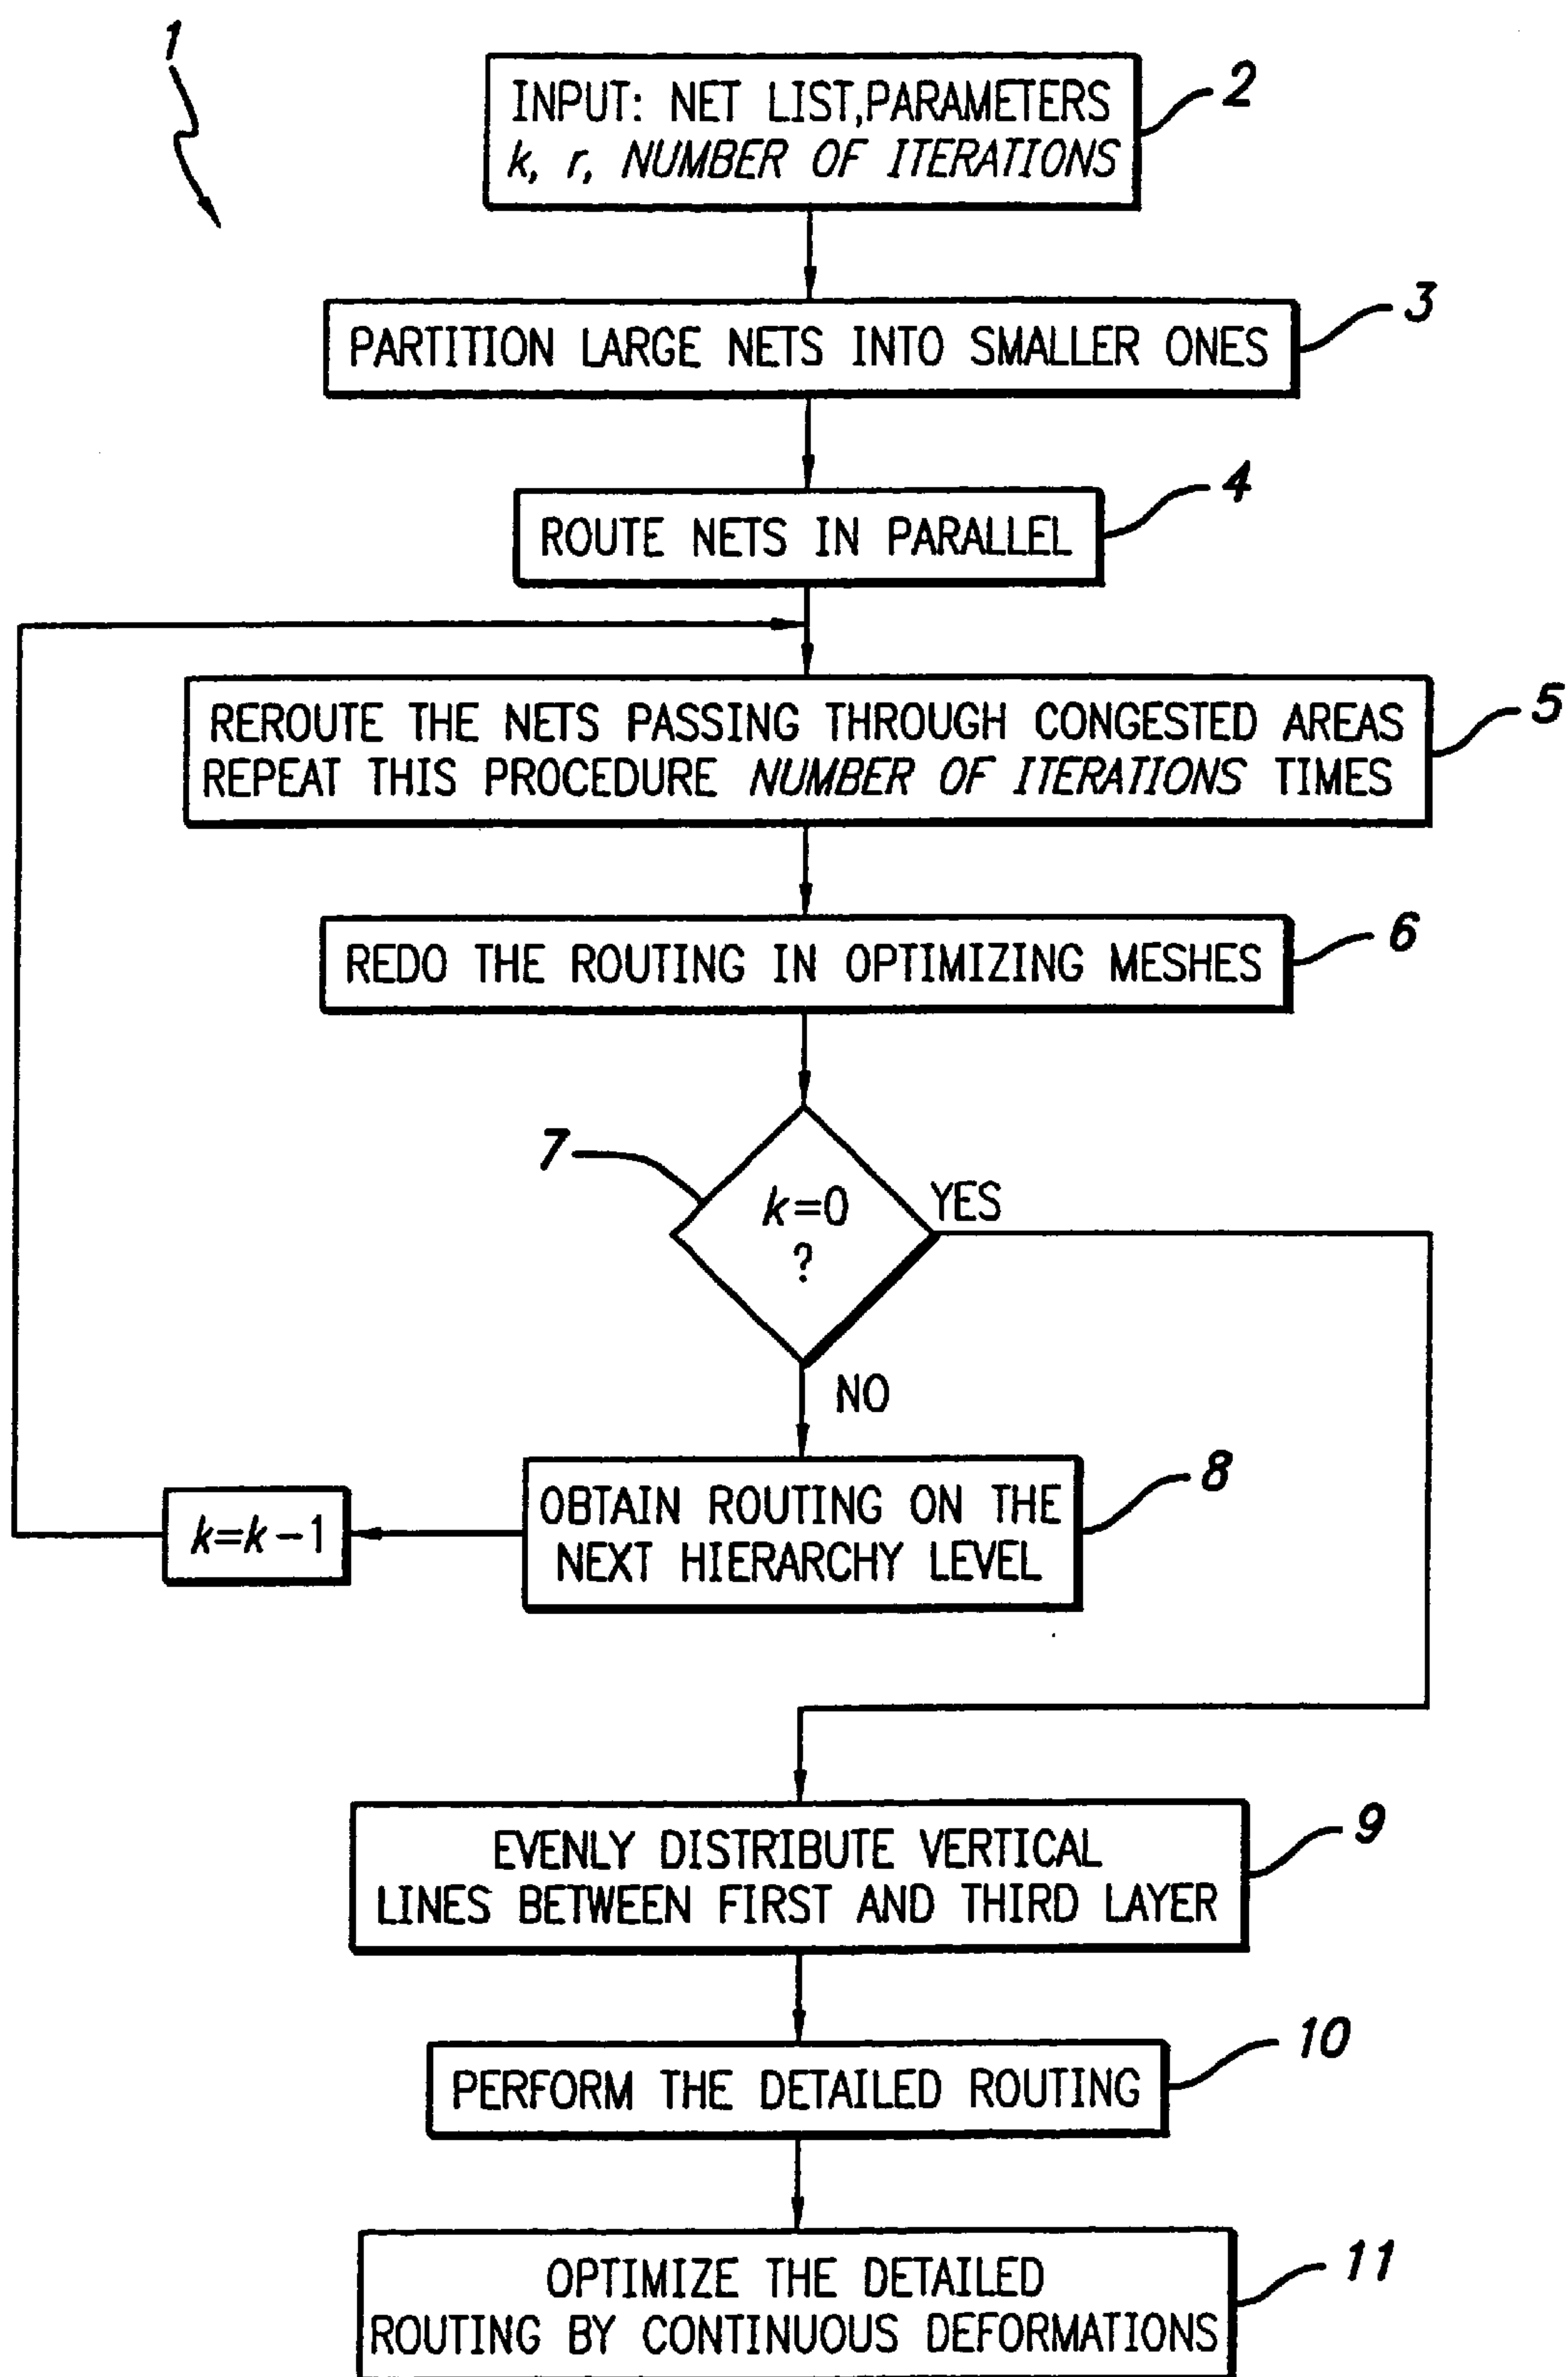 1
INPUT: NET LIST,PARAMETERS
k, r, NUMBER OF ITERATIONS
2
PARTITION LARGE NETS INTO SMALLER ONES
3
ROUTE NETS IN PARALLEL
4
REROUTE THE NETS PASSING THROUGH CONGESTED AREAS
REPEAT THIS PROCEDURE NUMBER OF ITERATIONS TIMES
5
REDO THE ROUTING IN OPTIMIZING MESHES
6
7
k=0
?
YES
NO
OBTAIN ROUTING ON THE
NEXT HIERARCHY LEVEL
8
k=k-1
EVENLY DISTRIBUTE VERTICAL
LINES BETWEEN FIRST AND THIRD LAYER
9
PERFORM THE DETAILED ROUTING
10
OPTIMIZE THE DETAILED
ROUTING BY CONTINUOUS DEFORMATIONS
11